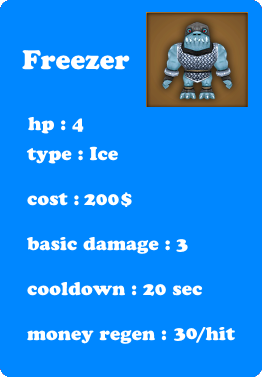 Freezer
hp : 4
type : Ice
cost : 200$
basic damage : 3
cooldown : 20 sec
money regen : 30/hit